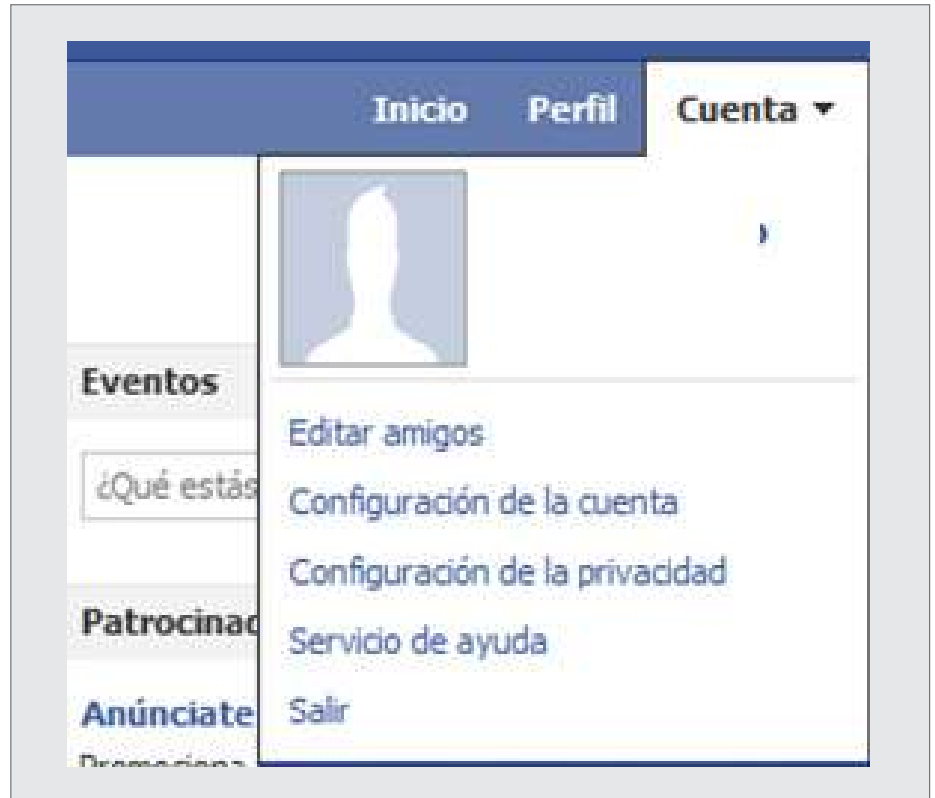 Inicio Perfil Cuenta
Eventos
¿Qué estás
Editar amigos
Configuración de la cuenta
Configuración de la privacidad
Servicio de ayuda
Salir
Anúnciate